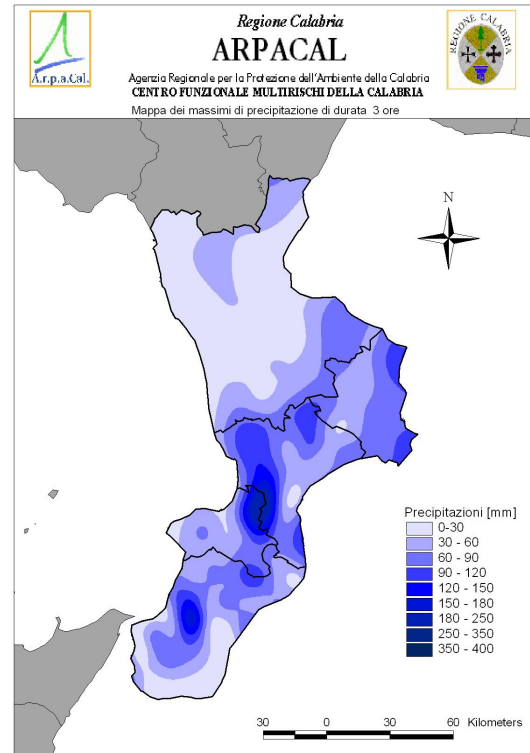 Regione Calabria
ARPACAL
Agenzia Regionale per la Protezione dell'Ambiente della Calabria
CENTRO FUNZIONALE MULTIRISCHI DELLA CALABRIA
Mappa dei massimi di precipitazione di durata 3 ore
A.r.p.a.Cal.
REGIONE CALABRIA
N
Precipitazioni [mm]
0-30
30 - 60
60 - 90
90 - 120
120 - 150
150 - 180
180 - 250
250 - 350
350 - 400
30 0 30 60 Kilometers